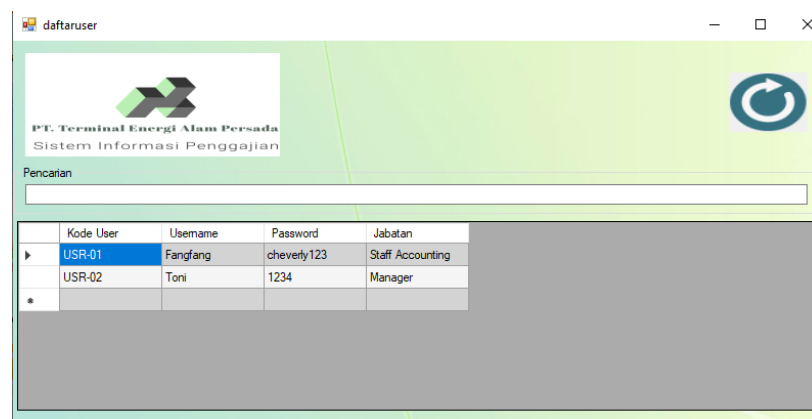 daftaruser
PT. Terminal Energi Alam Persada
Sistem Informasi Penggajian
Pencarian
Kode User Username Password Jabatan
USR-01 Fangfang cheverly123 Staff Accounting
USR-02 Toni 1234 Manager